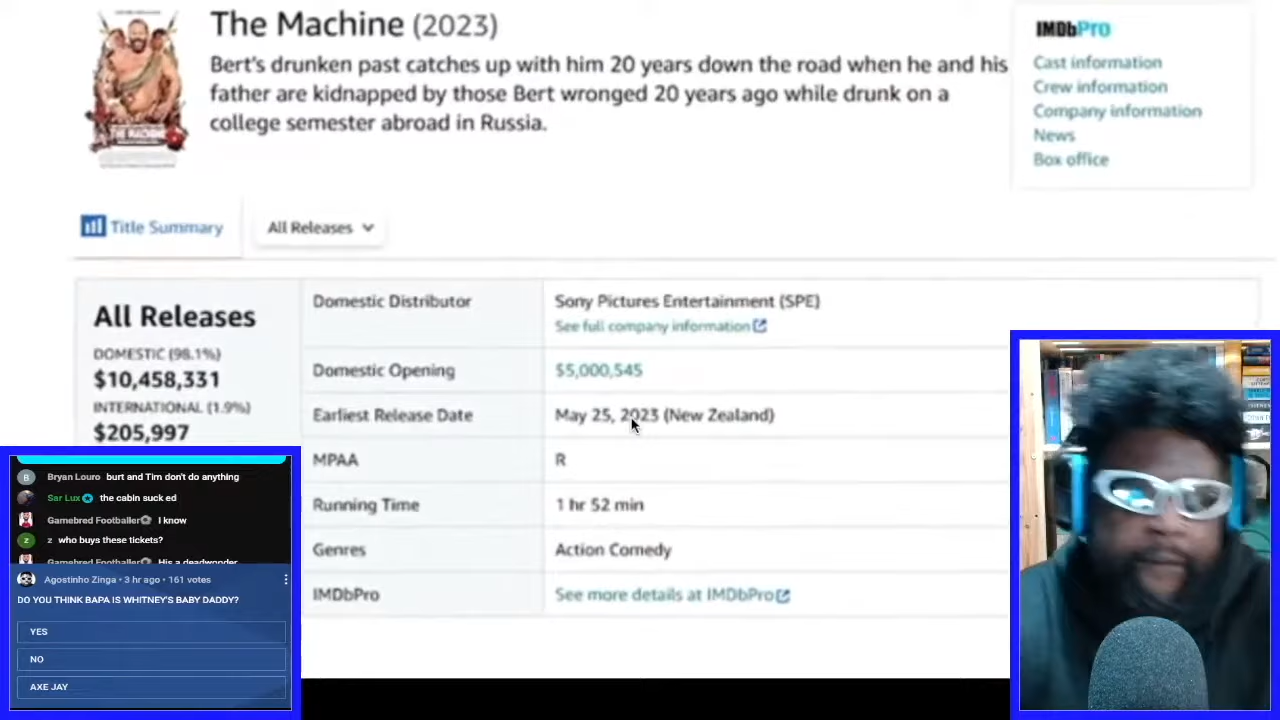 The Machine (2023)
Bert's drunken past catches up with him 20 years down the road when he and his
father are kidnapped by those Bert wronged 20 years ago while drunk on a
college semester abroad in Russia.
THE MACHINE
IMDbPro
Cast information
Crew information
Company information
News
Box office
Title Summary
All Releases
All Releases
DOMESTIC (98.1%)
$10,458,331
INTERNATIONAL (1.9%)
$205,997
Domestic Distributor
Sony Pictures Entertainment (SPE)
See full company information
Domestic Opening
$5,000,545
Earliest Release Date
May 25, 2023 (New Zealand)
MPAA
R
Running Time
1 hr 52 min
Genres
Action Comedy
IMDbPro
See more details at IMDbPro
B Bryan Louro burt and Tim don't do anything
Sar Lux the cabin suck ed
Gamebred Footballer I know
z z who buys these tickets?
Gamebred Footballer His a deadwonder
Agostinho Zinga • 3 hr ago • 161 votes
DO YOU THINK BAPA IS WHITNEY'S BABY DADDY?
YES
NO
AXE JAY